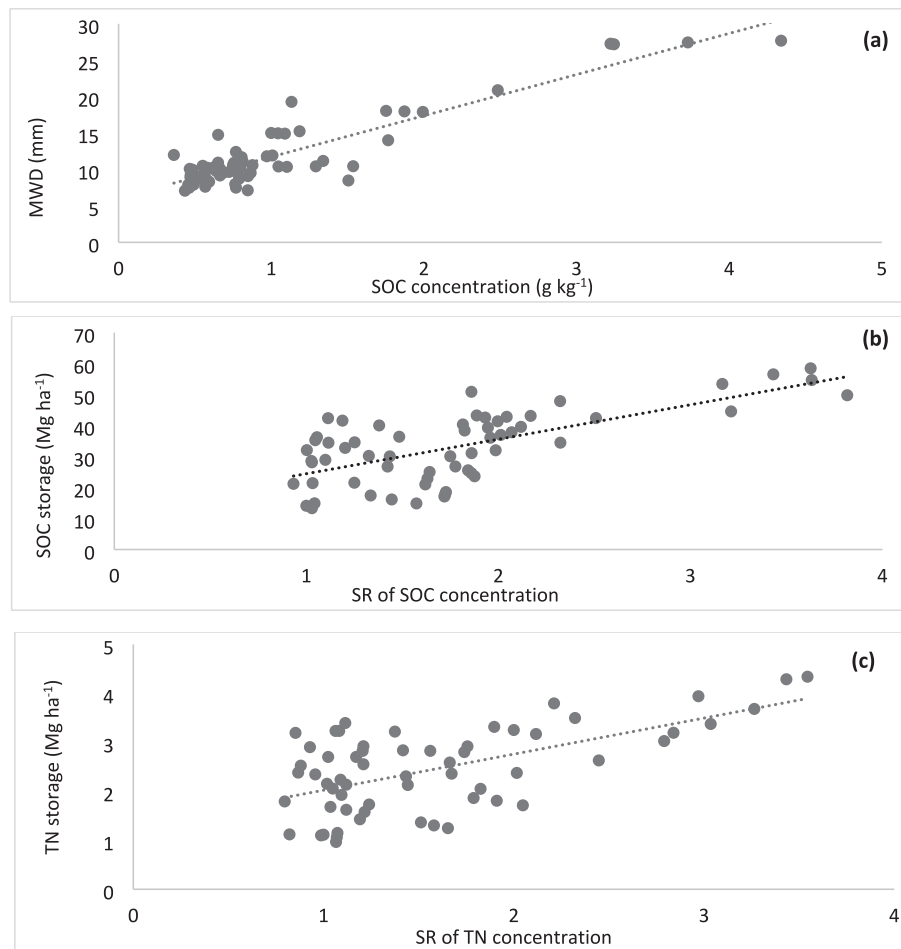 30
(a)
25
20
15
10
5
0
MWD (mm)
0 1 2 3 4 5
SOC concentration (g kg⁻¹)
70
(b)
60
50
40
30
20
10
0
SOC storage (Mg ha⁻¹)
0 1 2 3 4
SR of SOC concentration
5
(c)
4
3
2
1
0
TN storage (Mg ha⁻¹)
0 1 2 3 4
SR of TN concentration